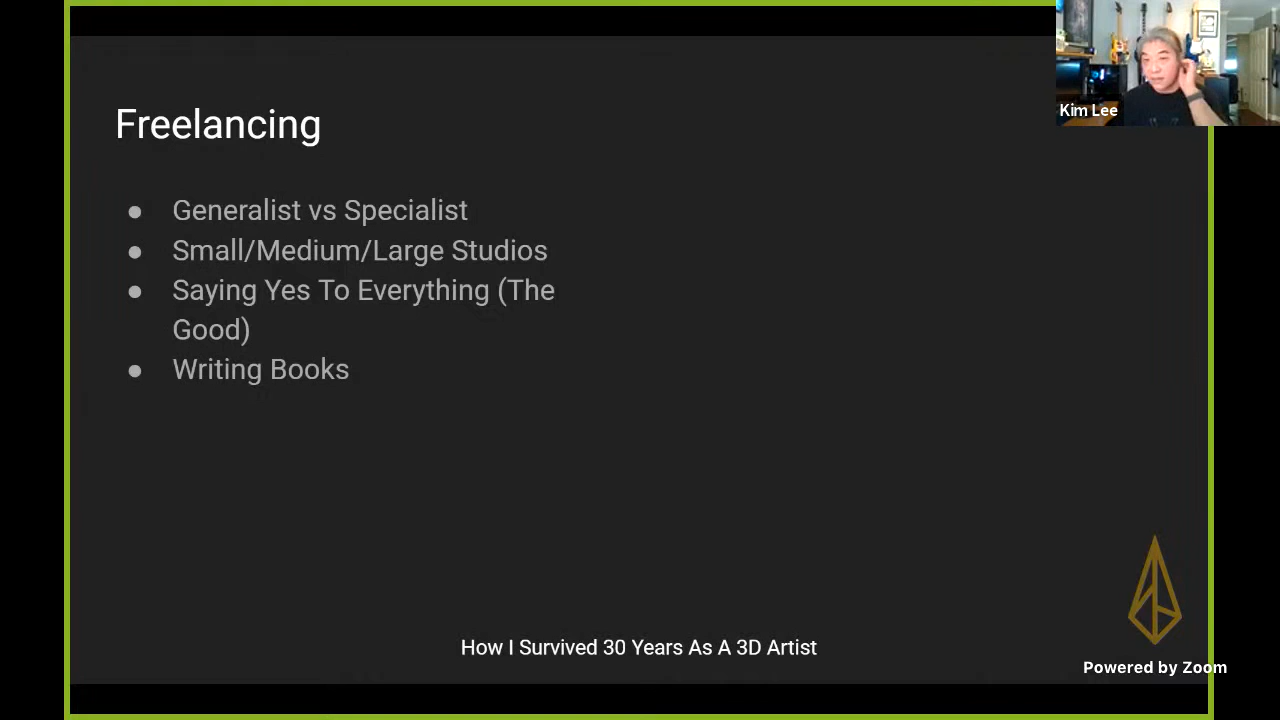 Kim Lee
Freelancing
● Generalist vs Specialist
● Small/Medium/Large Studios
● Saying Yes To Everything (The
Good)
● Writing Books
How I Survived 30 Years As A 3D Artist
Powered by Zoom